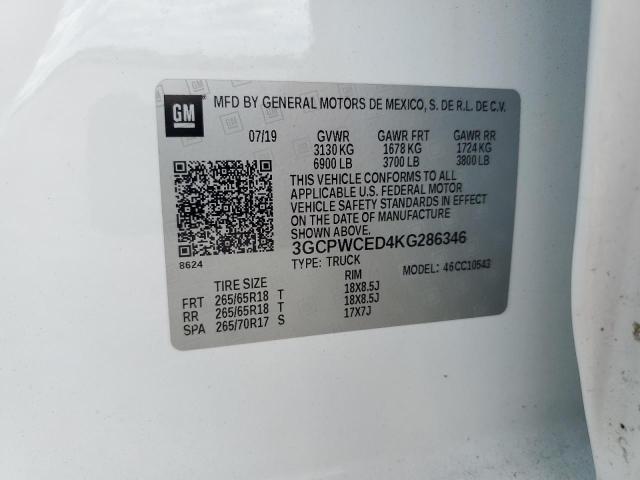 GM MFD BY GENERAL MOTORS DE MEXICO, S. DE R.L. DE C.V.
07/19 GVWR GAWR FRT GAWR RR
3130 KG 1678 KG 1724 KG
6900 LB 3700 LB 3800 LB
THIS VEHICLE CONFORMS TO ALL
APPLICABLE U.S. FEDERAL MOTOR
VEHICLE SAFETY STANDARDS IN EFFECT
ON THE DATE OF MANUFACTURE
SHOWN ABOVE.
3GCPWCED4KG286346
8624
TYPE: TRUCK MODEL: 46CC10543
TIRE SIZE RIM
FRT 265/65R18 T 18X8.5J
RR 265/65R18 T 18X8.5J
SPA 265/70R17 S 17X7J